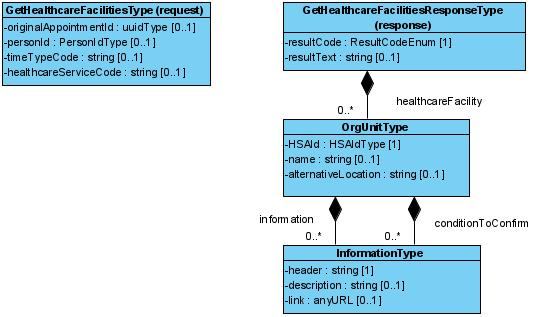 GetHealthcareFacilitiesType (request)
-originalAppointmentId : uuidType [0..1]
-personId : PersonIdType [0..1]
-timeTypeCode : string [0..1]
-healthcareServiceCode : string [0..1]
GetHealthcareFacilitiesResponseType
(response)
-resultCode : ResultCodeEnum [1]
-resultText : string [0..1]
healthcareFacility
0..*
OrgUnitType
-HSAId : HSAIdType [1]
-name : string [0..1]
-alternativeLocation : string [0..1]
information
conditionToConfirm
0..*
0..*
InformationType
-header : string [1]
-description : string [0..1]
-link : anyURL [0..1]